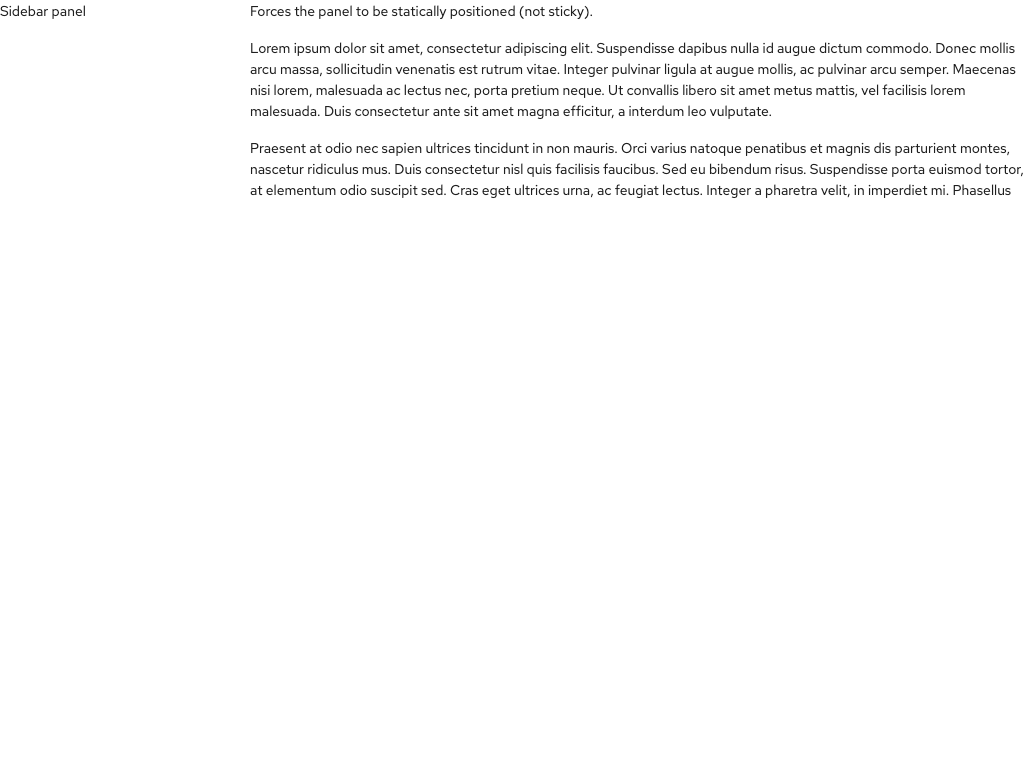 Sidebar panel
Forces the panel to be statically positioned (not sticky).
Lorem ipsum dolor sit amet, consectetur adipiscing elit. Suspendisse dapibus nulla id augue dictum commodo. Donec mollis
arcu massa, sollicitudin venenatis est rutrum vitae. Integer pulvinar ligula at augue mollis, ac pulvinar arcu semper. Maecenas
nisi lorem, malesuada ac lectus nec, porta pretium neque. Ut convallis libero sit amet metus mattis, vel facilisis lorem
malesuada. Duis consectetur ante sit amet magna efficitur, a interdum leo vulputate.
Praesent at odio nec sapien ultrices tincidunt in non mauris. Orci varius natoque penatibus et magnis dis parturient montes,
nascetur ridiculus mus. Duis consectetur nisl quis facilisis faucibus. Sed eu bibendum risus. Suspendisse porta euismod tortor,
at elementum odio suscipit sed. Cras eget ultrices urna, ac feugiat lectus. Integer a pharetra velit, in imperdiet mi. Phasellus